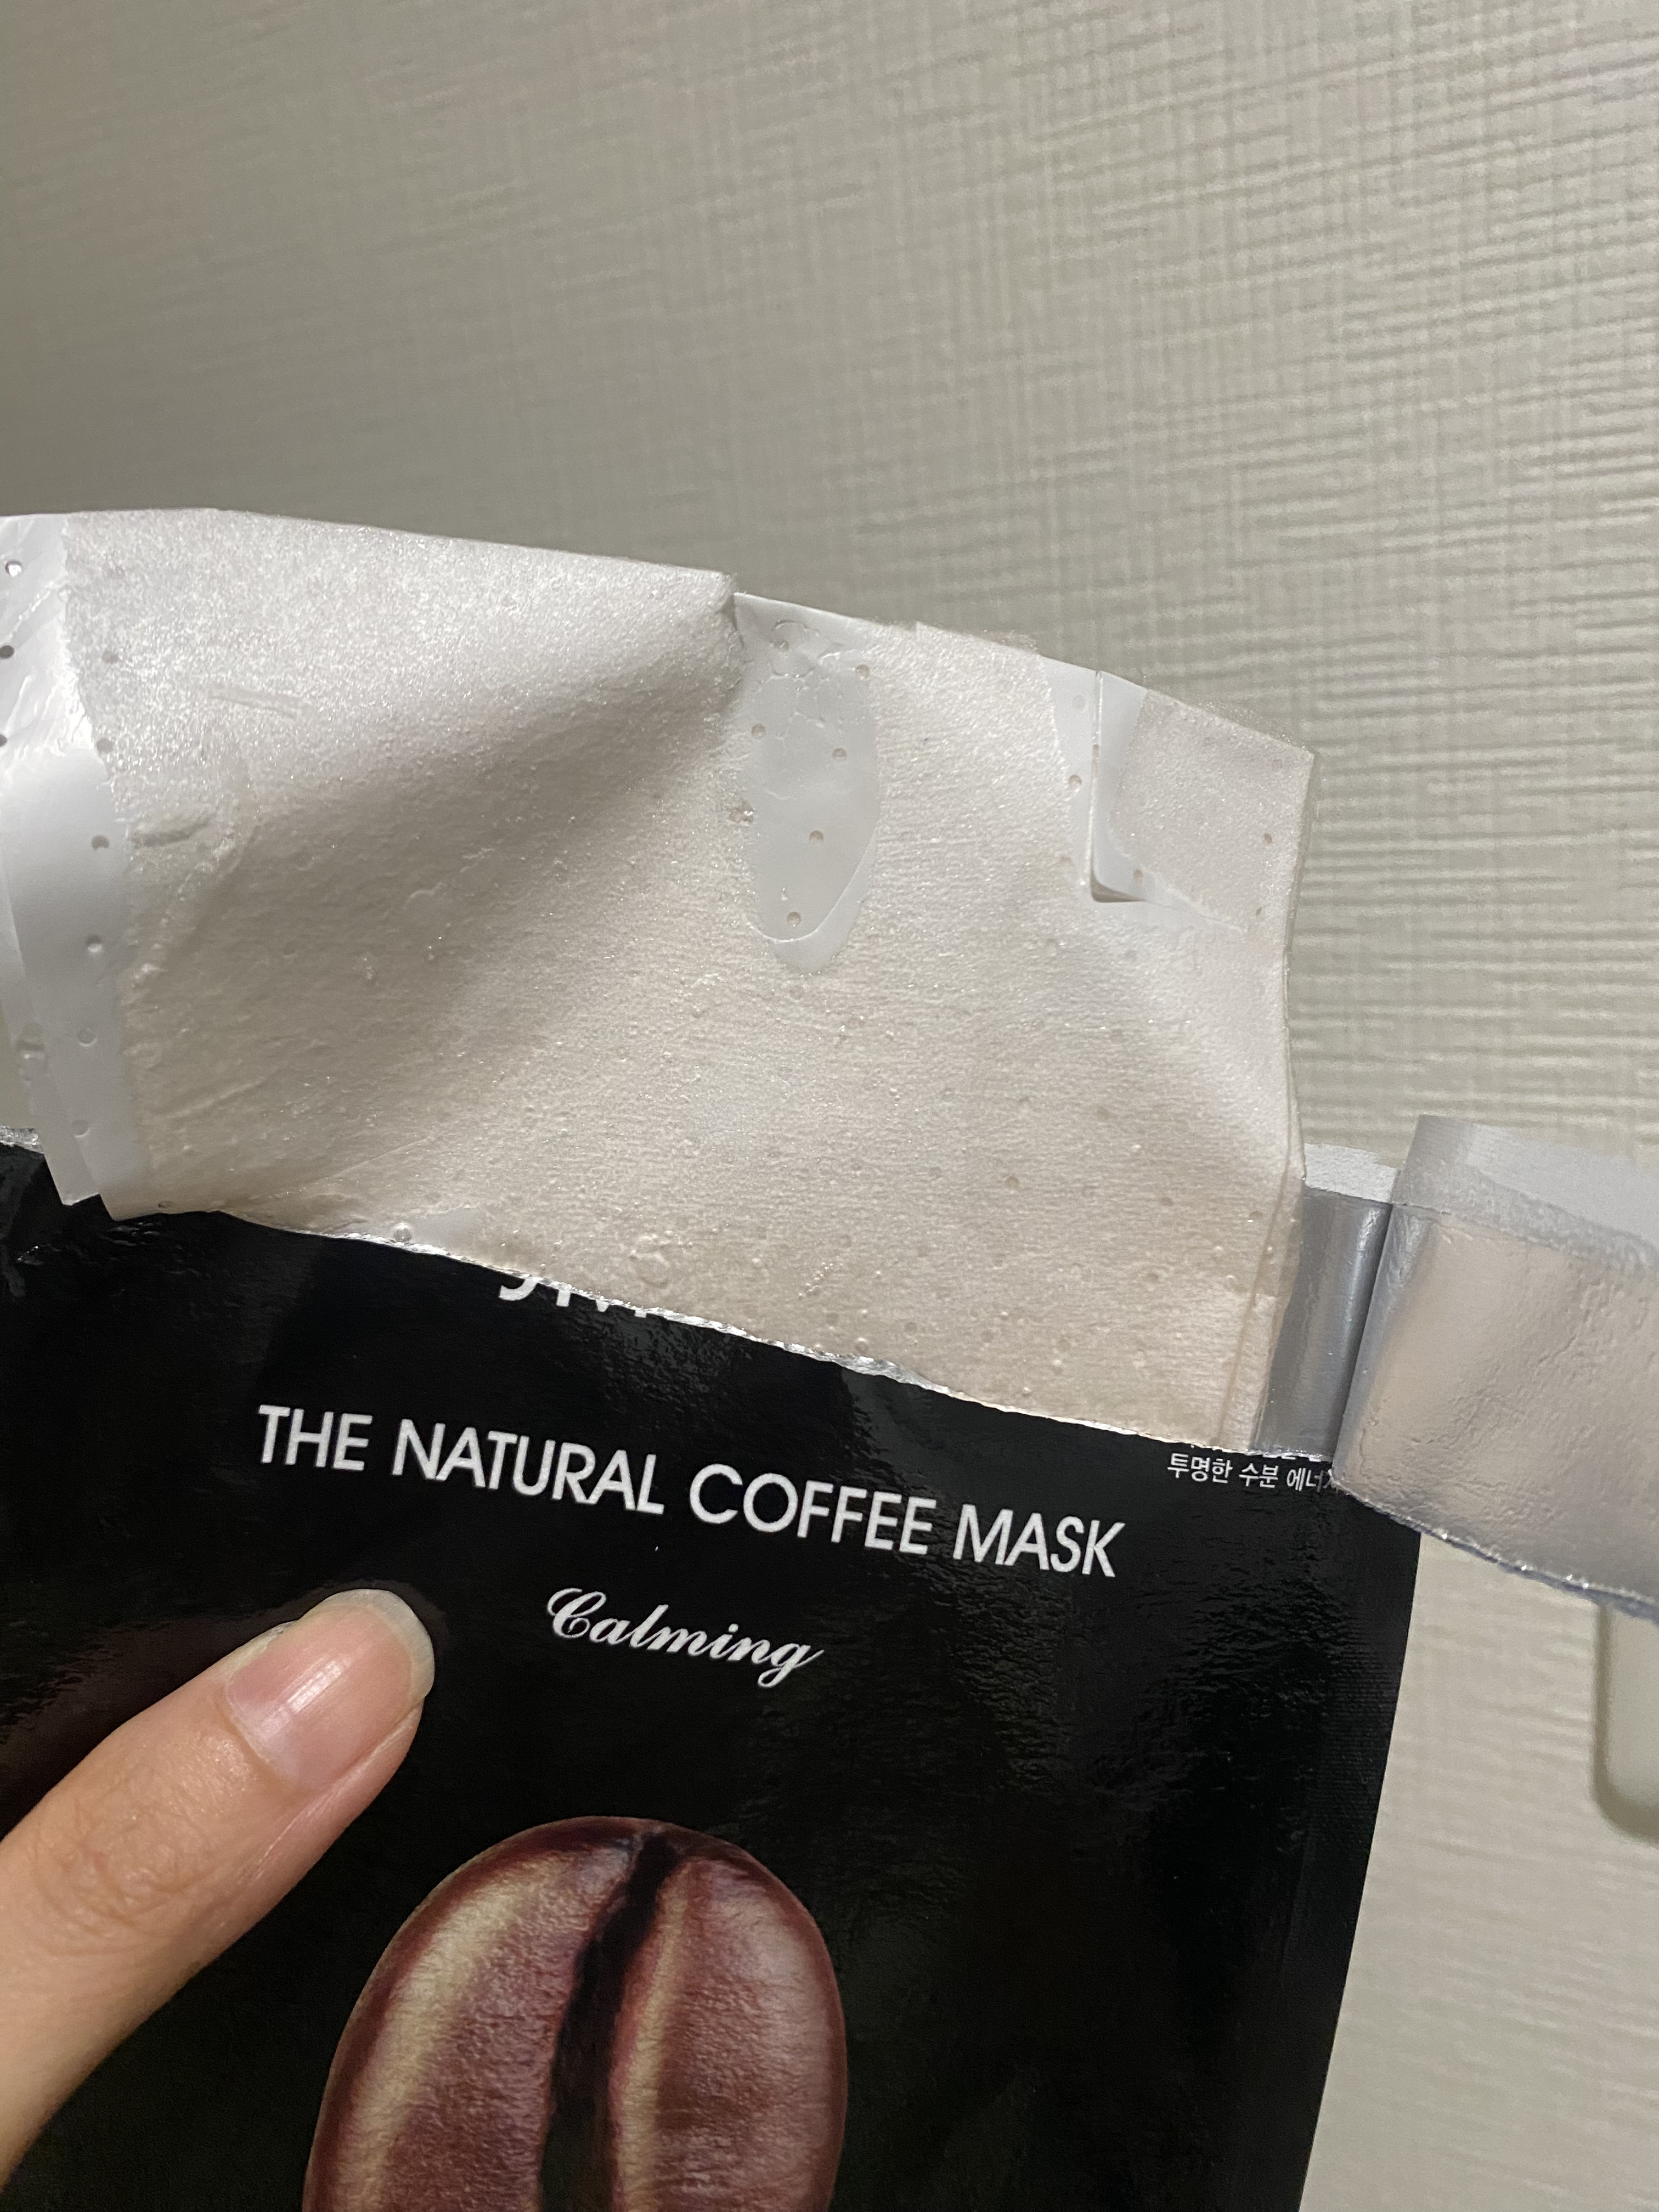 THE NATURAL COFFEE MASK
Calming
투명한 수분